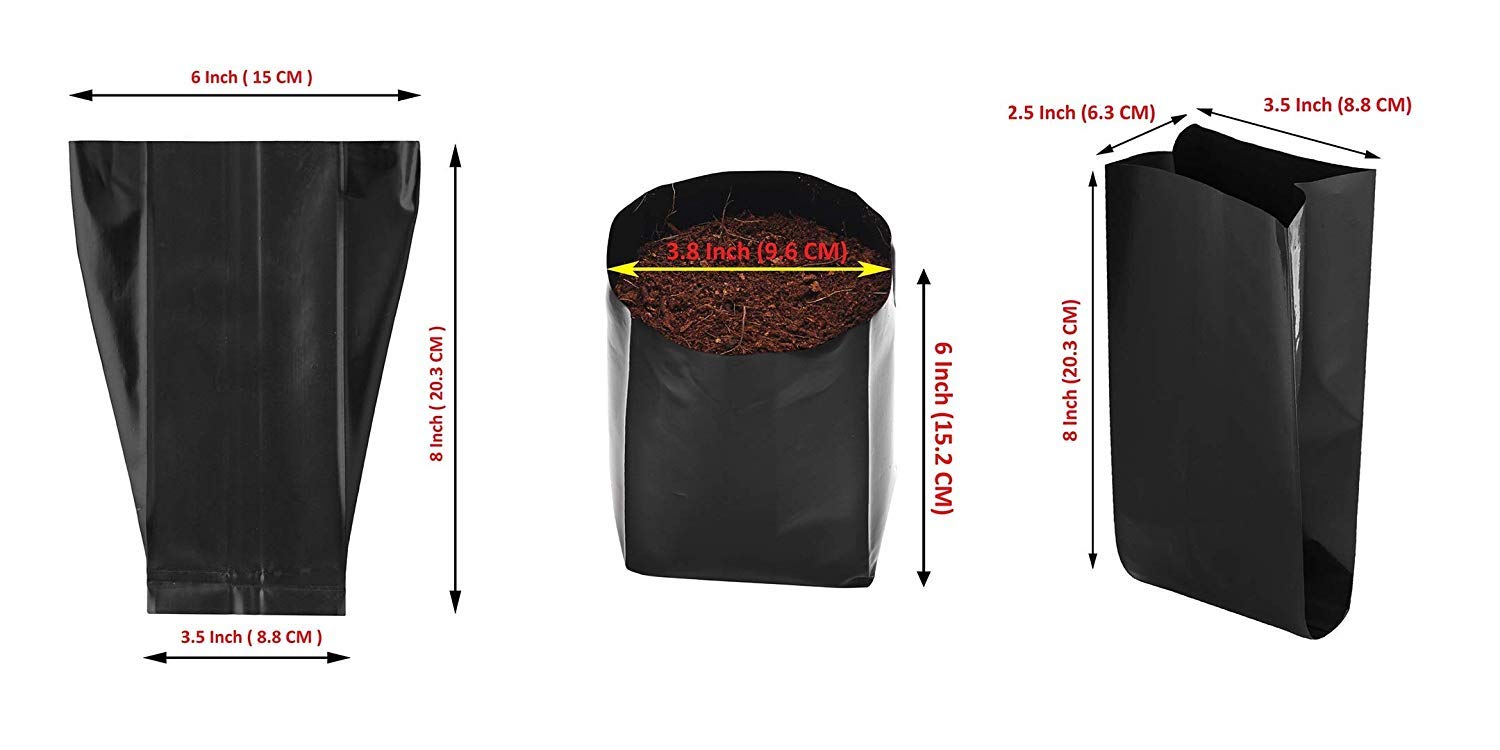 6 Inch ( 15 CM )
8 Inch ( 20.3 CM )
3.5 Inch ( 8.8 CM )
3.8 Inch (9.6 CM)
6 Inch (15.2 CM)
2.5 Inch (6.3 CM)
3.5 Inch (8.8 CM)
8 Inch (20.3 CM)